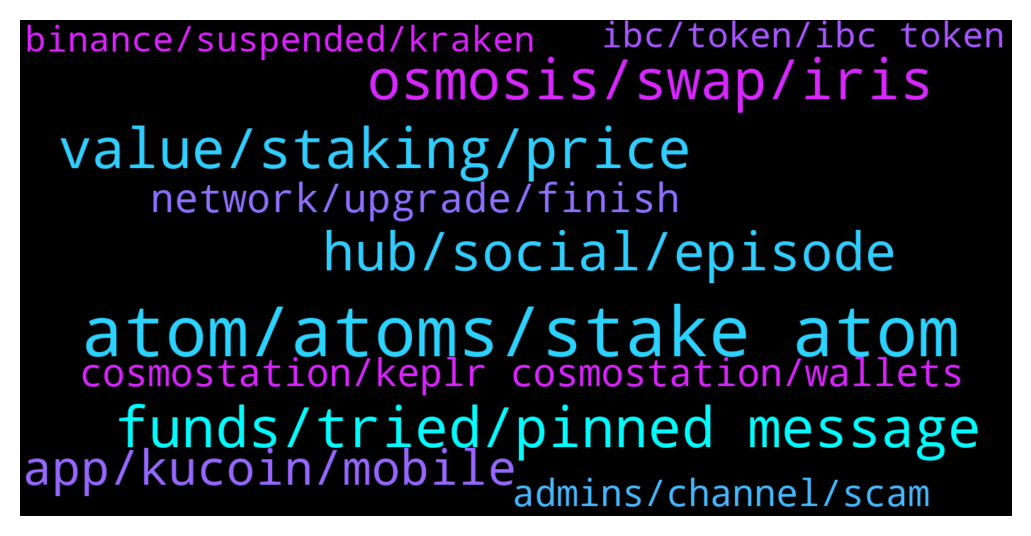 binance/suspended/kraken
ibc/token/ibc token
osmosis/swap/iris
value/staking/price
network/upgrade/finish
hub/social/episode
atom/atoms/stake atom
cosmostation/keplr cosmostation/wallets
funds/tried/pinned message
app/kucoin/mobile
admins/channel/scam